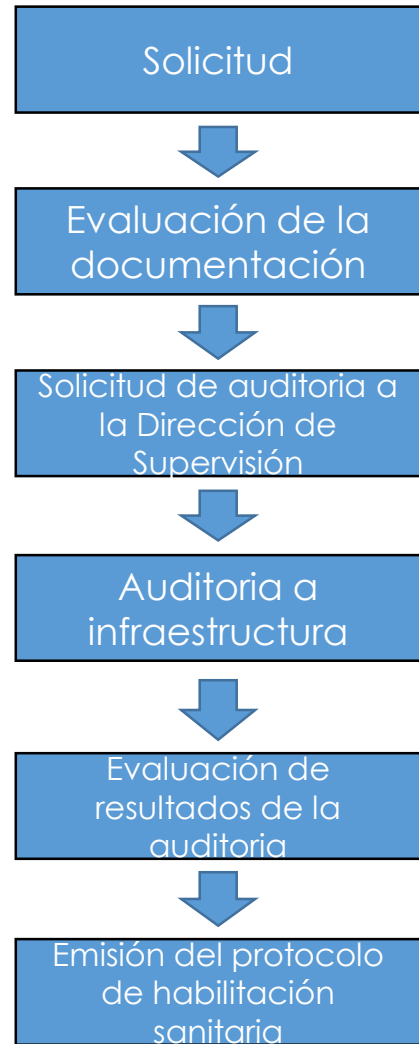 Solicitud
Evaluación de la
documentación
Solicitud de auditoria a
la Dirección de
Supervisión
Auditoria a
infraestructura
Evaluación de
resultados de la
auditoria
Emisión del protocolo
de habilitación
sanitaria